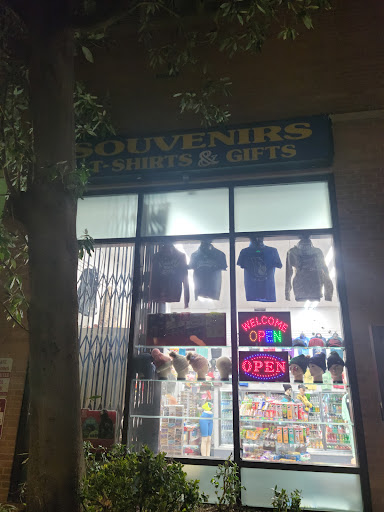 SOUVENIRS
T-SHIRTS & GIFTS
WELCOME
OPEN
OPEN